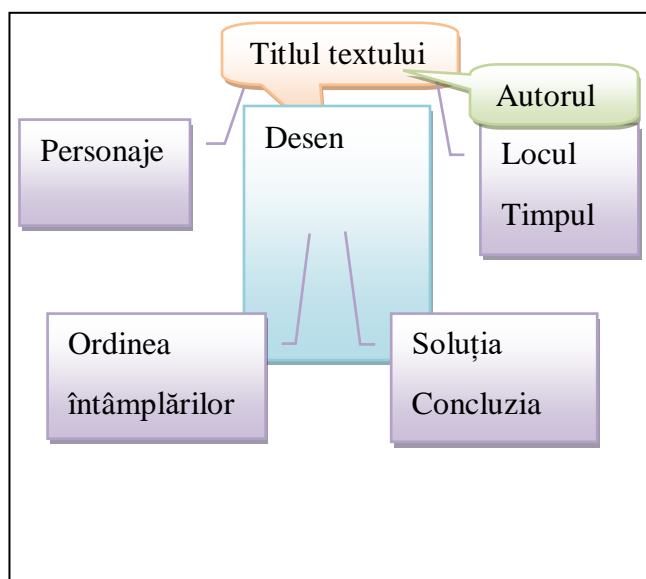 Titlul textului
Autorul
Personaje
Desen
Locul
Timpul
Ordinea
întâmplărilor
Soluția
Concluzia